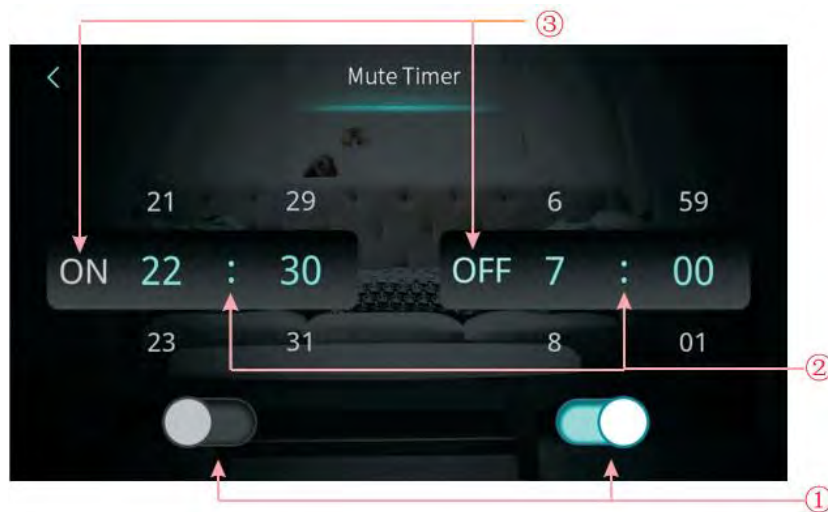 ③
< Mute Timer
21 29 6 59
ON 22 : 30 OFF 7 : 00
23 31 8 01
②
①